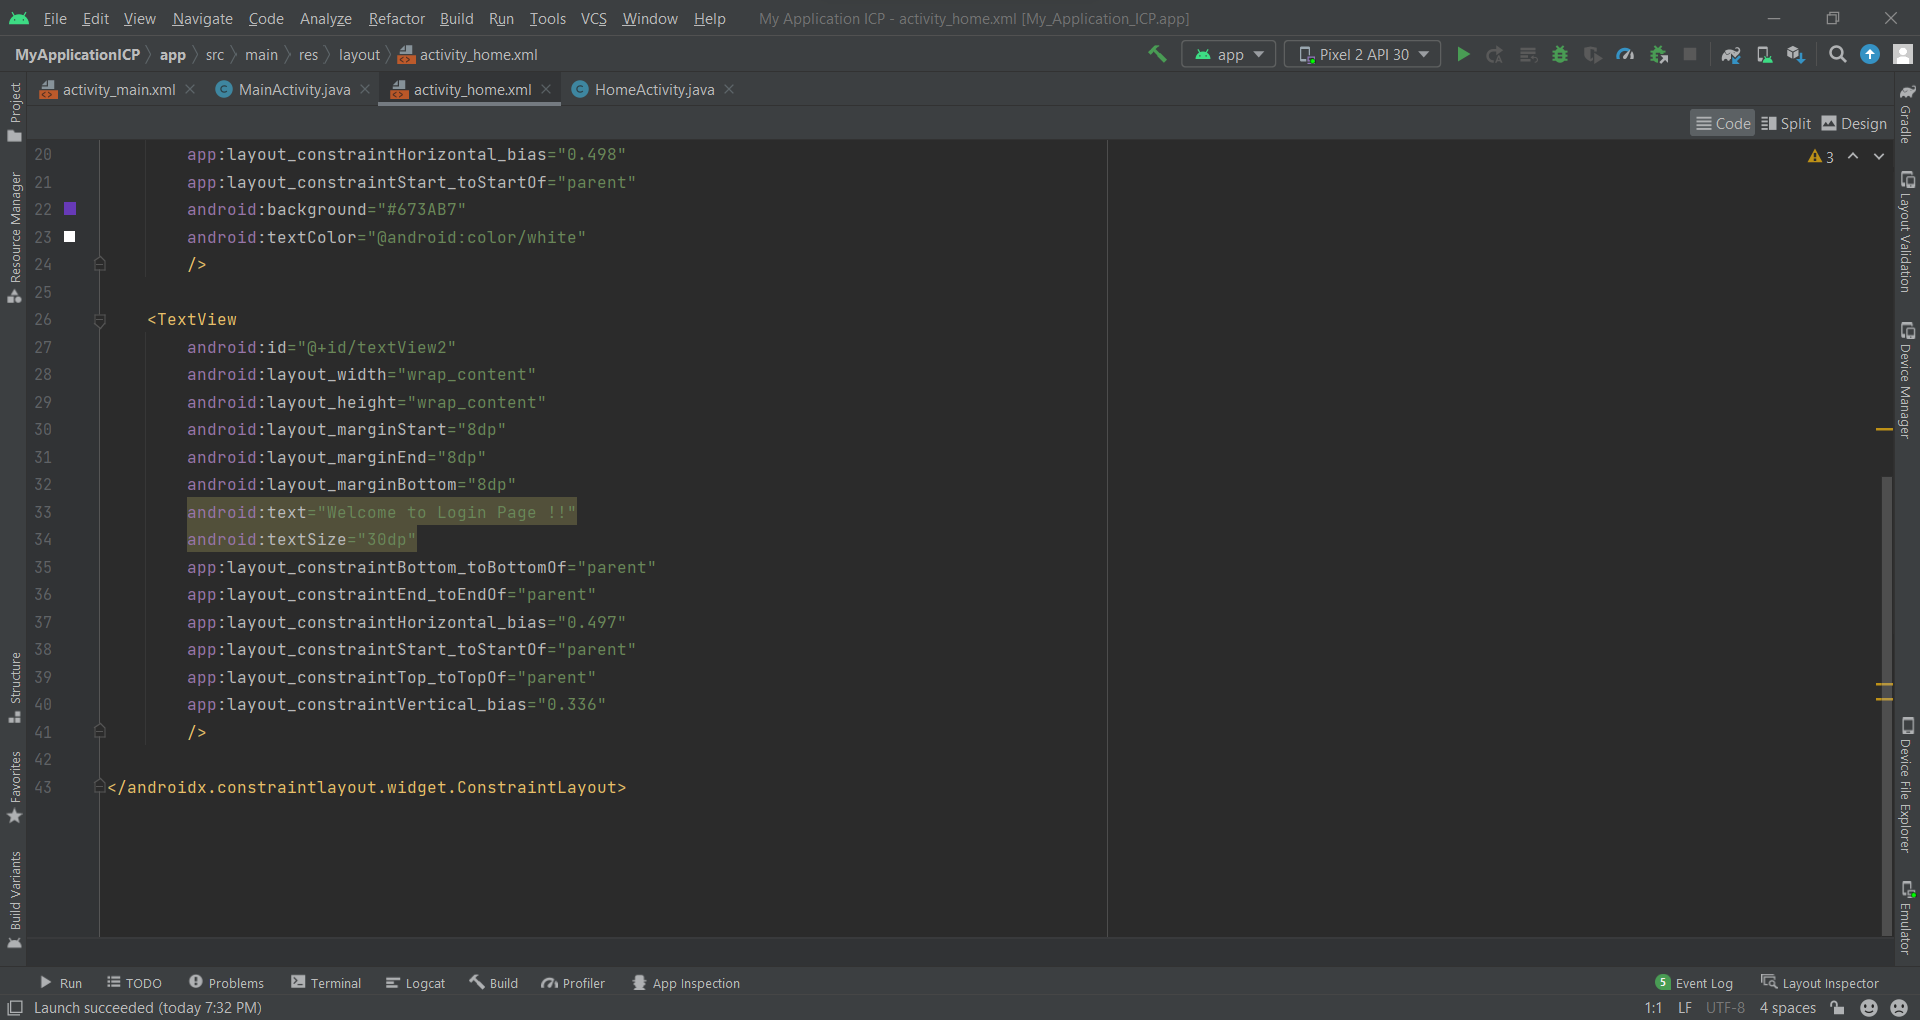 File Edit View Navigate Code Analyze Refactor Build Run Tools VCS Window Help My Application ICP - activity_home.xml [My_Application_ICP.app]
MyApplicationICP app src main res layout activity_home.xml app Pixel 2 API 30
activity_main.xml MainActivity.java activity_home.xml HomeActivity.java
Code Split Design
3
20 app:layout_constraintHorizontal_bias="0.498"
21 app:layout_constraintStart_toStartOf="parent"
22 android:background="#673AB7"
23 android:textColor="@android:color/white"
24 />
25
26 <TextView
27 android:id="@+id/textView2"
28 android:layout_width="wrap_content"
29 android:layout_height="wrap_content"
30 android:layout_marginStart="8dp"
31 android:layout_marginEnd="8dp"
32 android:layout_marginBottom="8dp"
33 android:text="Welcome to Login Page !!"
34 android:textSize="30dp"
35 app:layout_constraintBottom_toBottomOf="parent"
36 app:layout_constraintEnd_toEndOf="parent"
37 app:layout_constraintHorizontal_bias="0.497"
38 app:layout_constraintStart_toStartOf="parent"
39 app:layout_constraintTop_toTopOf="parent"
40 app:layout_constraintVertical_bias="0.336"
41 />
42
43 </androidx.constraintlayout.widget.ConstraintLayout>
Project
Resource Manager
Structure
Favorites
Build Variants
Gradle
Layout Validation
Device Manager
Device File Explorer
Emulator
Run TODO Problems Terminal Logcat Build Profiler App Inspection 5 Event Log Layout Inspector
Launch succeeded (today 7:32 PM) 1:1 LF UTF-8 4 spaces